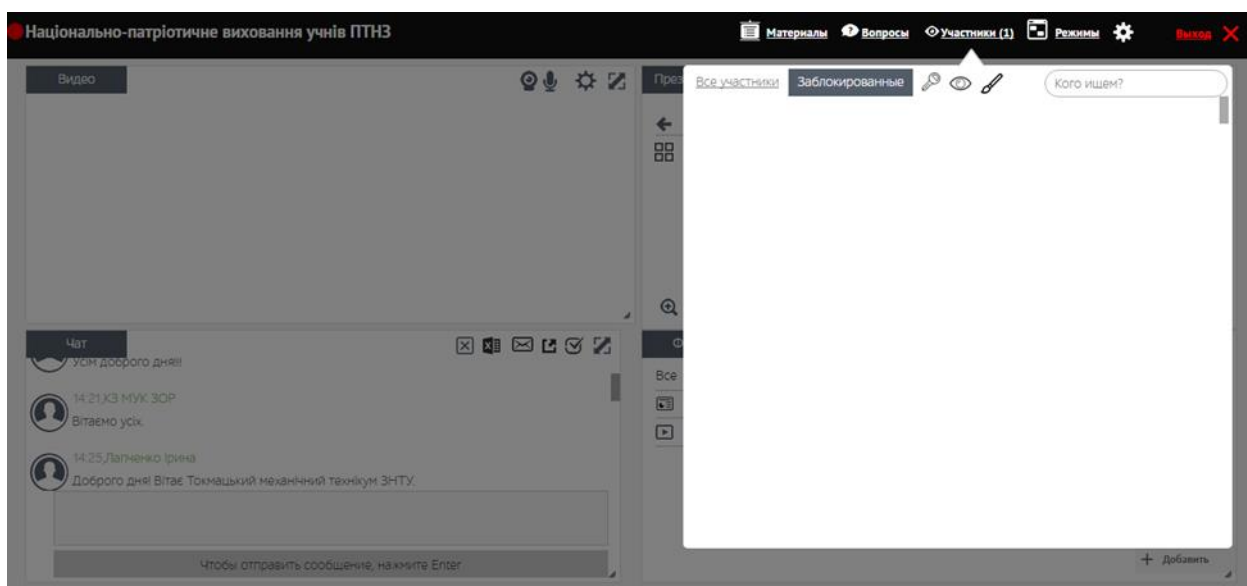 Національно-патріотичне виховання учнів ПТНЗ
Материалы Вопросы Участники (1) Режимы Выход
Видео
През
Все участники Заблокированные Кого ищем?
Чат
Усім доброго дня!!!
14:21,КЗ МУК ЗОР
Вітаємо усіх.
14:25,Лапченко Ірина
Доброго дня! Вітає Токмацький механічний технікум ЗНТУ.
Чтобы отправить сообщение, нажмите Enter
Ф
Все
Добавить